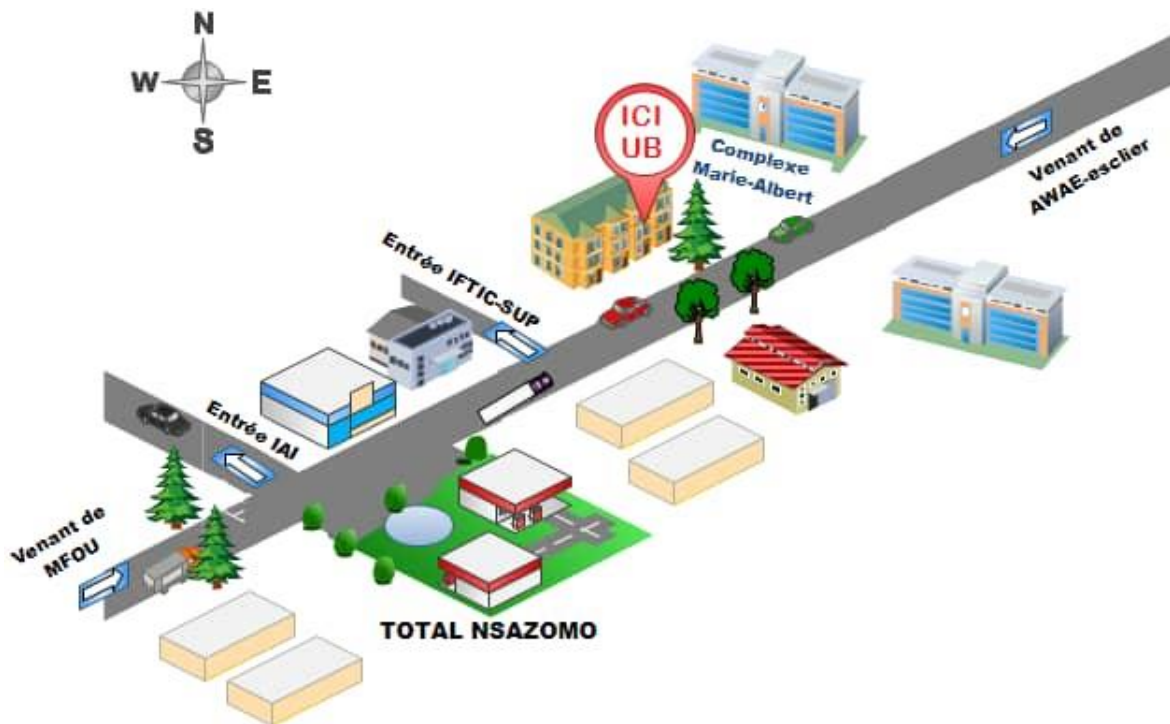 N
W E
S
ICI
UB
Complexe
Marie-Albert
Venant de
AWAE-esclier
Entrée IFTIC-SUP
Entrée IAI
Venant de
MFOU
TOTAL NSAZOMO